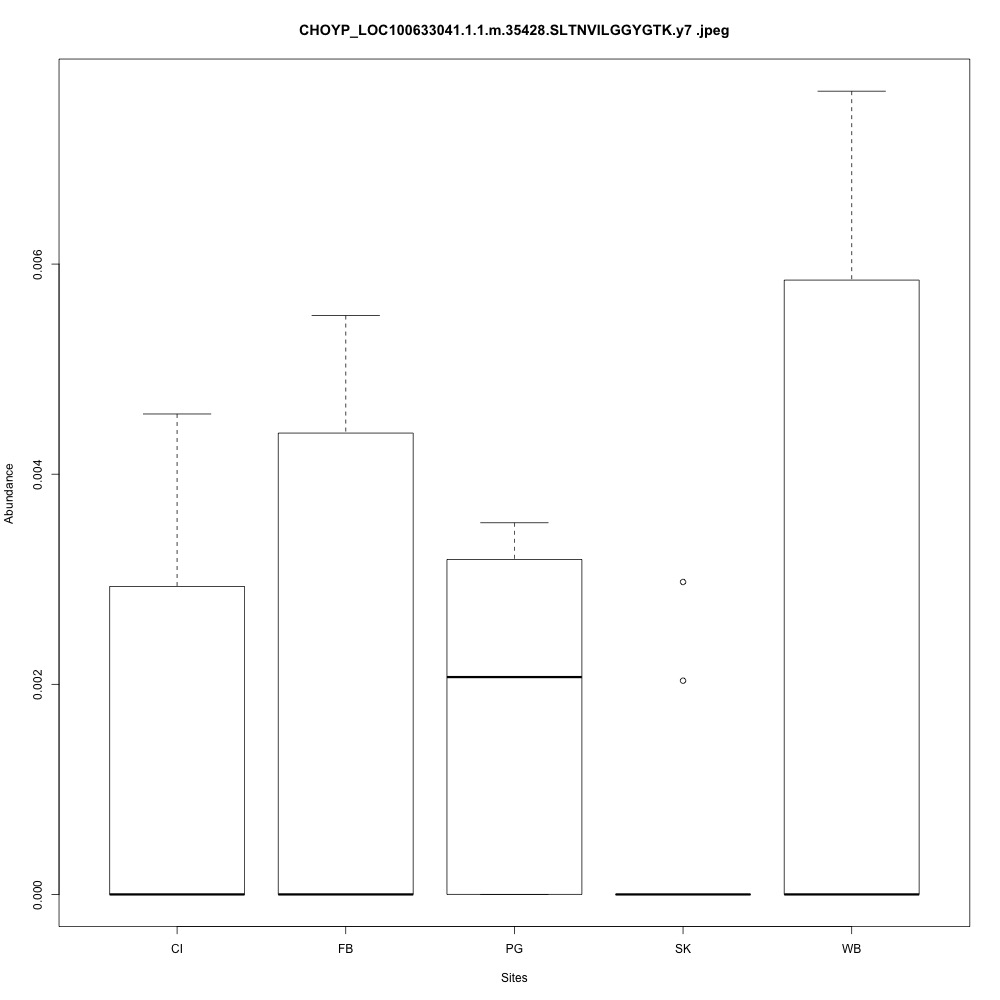 CHOYP_LOC100633041.1.1.m.35428.SLTNVILGGYGTK.y7 .jpeg
Abundance
0.006
0.004
0.002
0.000
CI FB PG SK WB
Sites